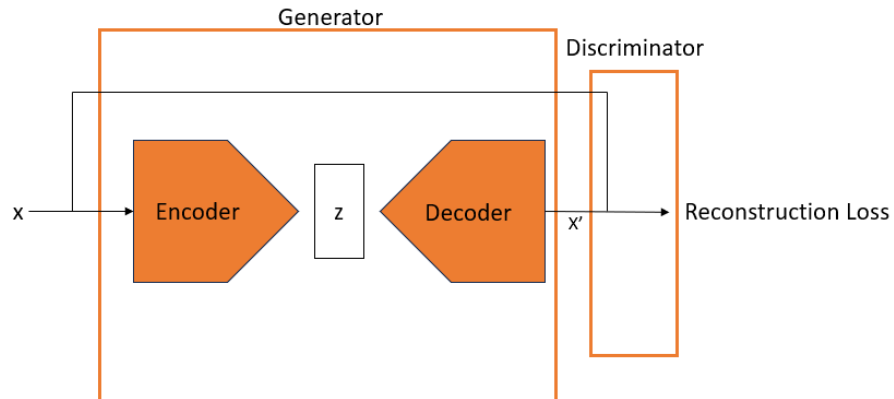 Generator
Discriminator
x
Encoder
z
Decoder
X'
Reconstruction Loss